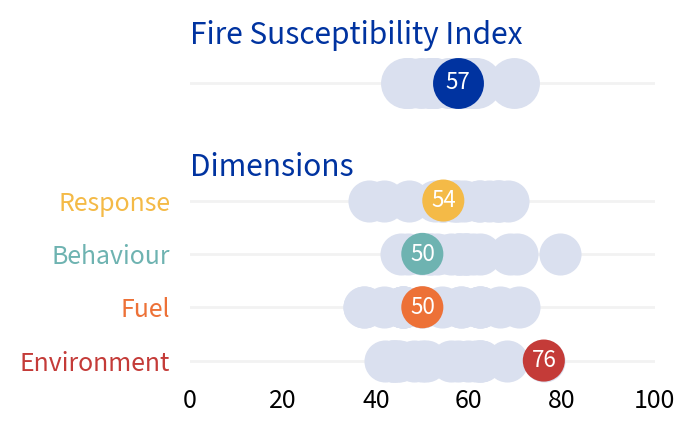 Fire Susceptibility Index
57
Dimensions
Response 54
Behaviour 50
Fuel 50
Environment 76
0 20 40 60 80 100